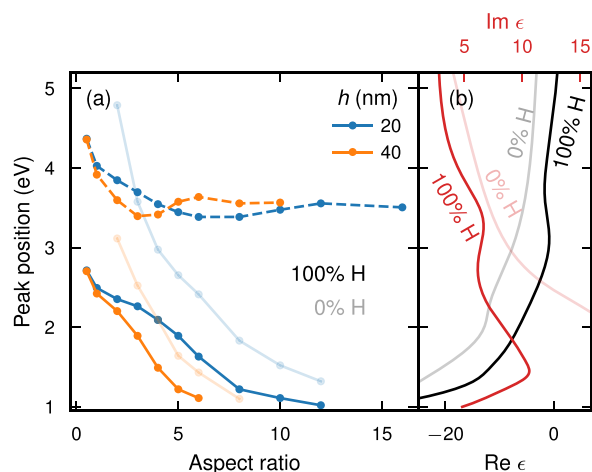 Im ϵ
5 10 15
(a) h (nm)
20
40
100% H
0% H
5
4
3
2
1
Peak position (eV)
0 5 10 15
Aspect ratio
(b)
0% H
100% H
100% H
0% H
−20 0
Re ϵ